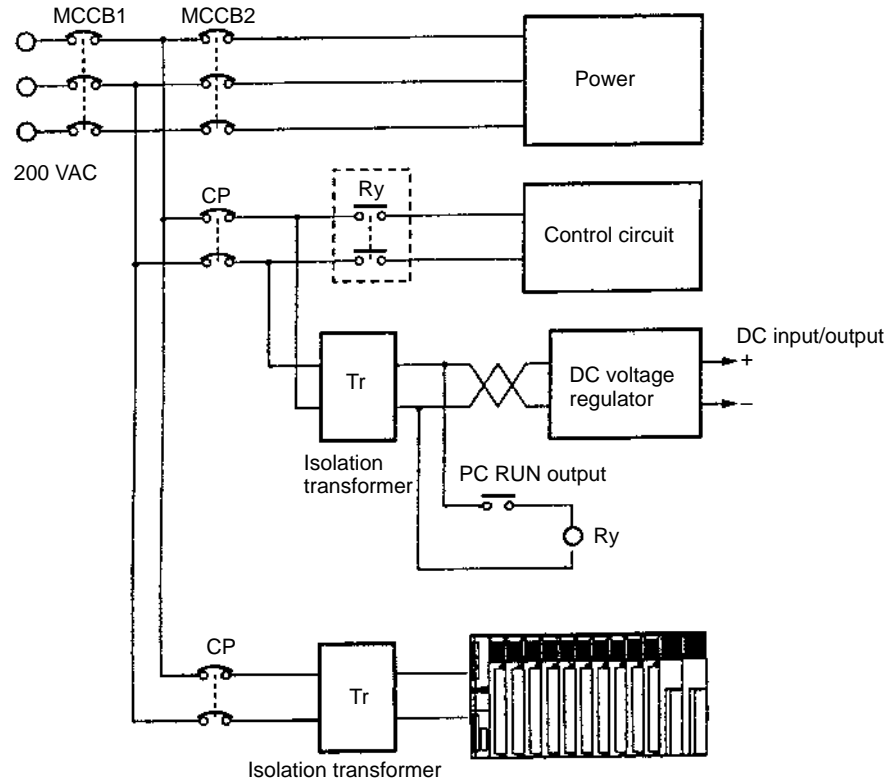 MCCB1 MCCB2
Power
200 VAC
CP Ry
Control circuit
DC input/output
Tr
DC voltage
regulator
+
–
Isolation
transformer
PC RUN output
Ry
CP
Tr
Isolation transformer